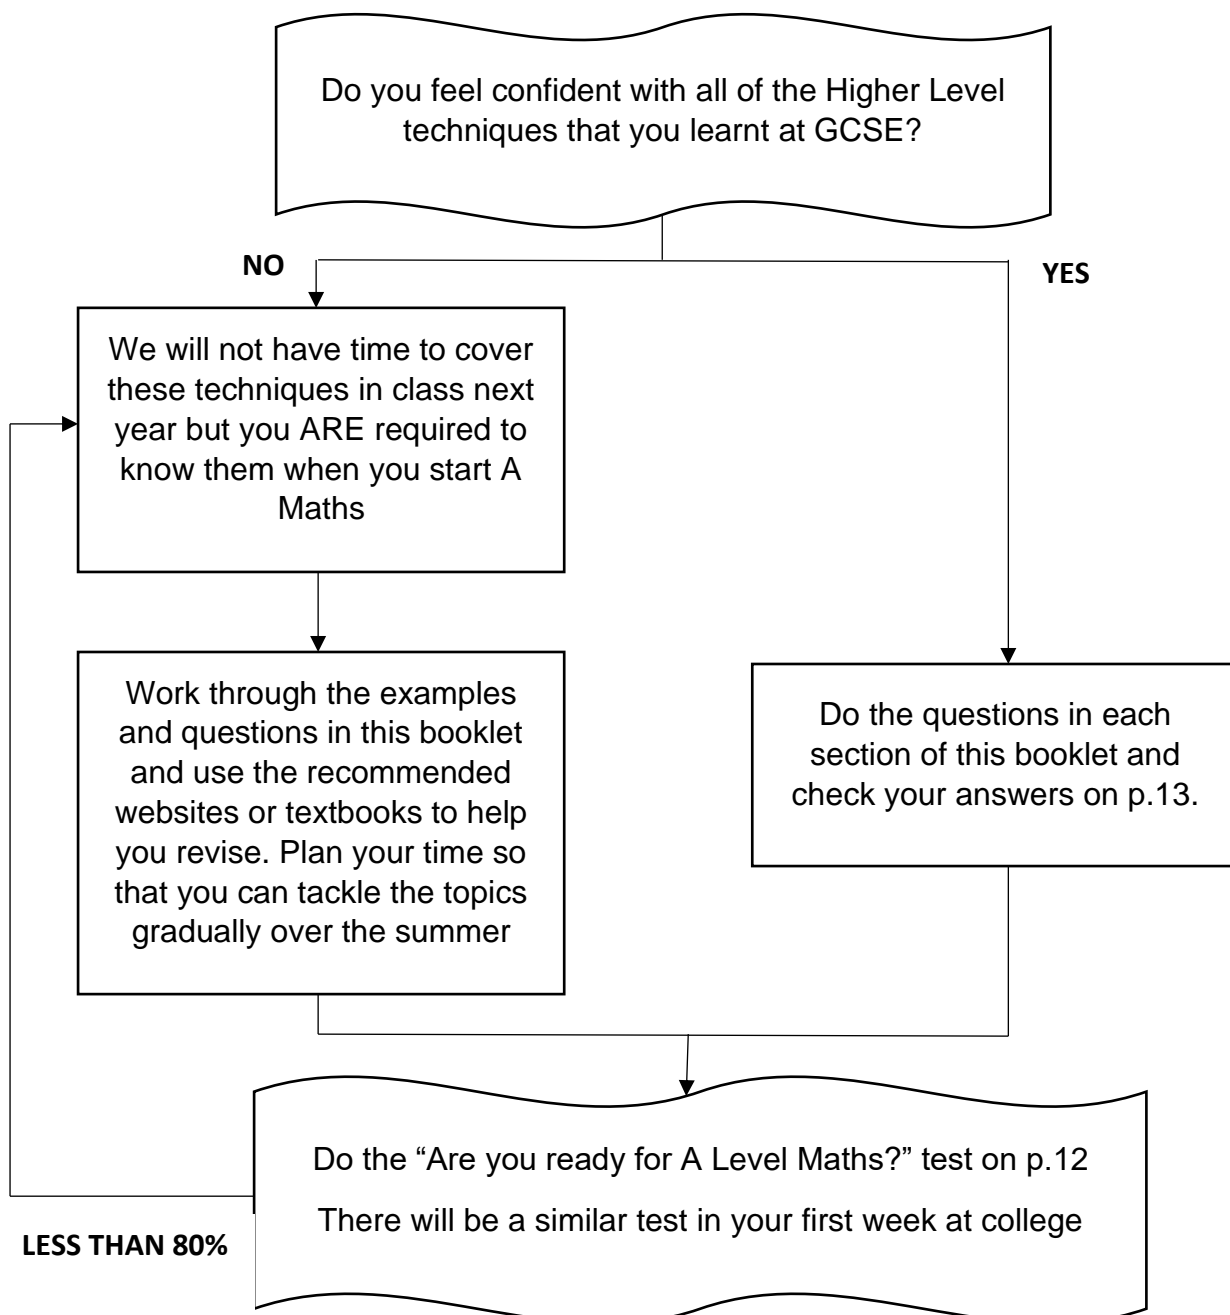 Do you feel confident with all of the Higher Level
techniques that you learnt at GCSE?
NO
YES
We will not have time to cover
these techniques in class next
year but you ARE required to
know them when you start A
Maths
Work through the examples
and questions in this booklet
and use the recommended
websites or textbooks to help
you revise. Plan your time so
that you can tackle the topics
gradually over the summer
Do the questions in each
section of this booklet and
check your answers on p.13.
Do the “Are you ready for A Level Maths?” test on p.12
There will be a similar test in your first week at college
LESS THAN 80%